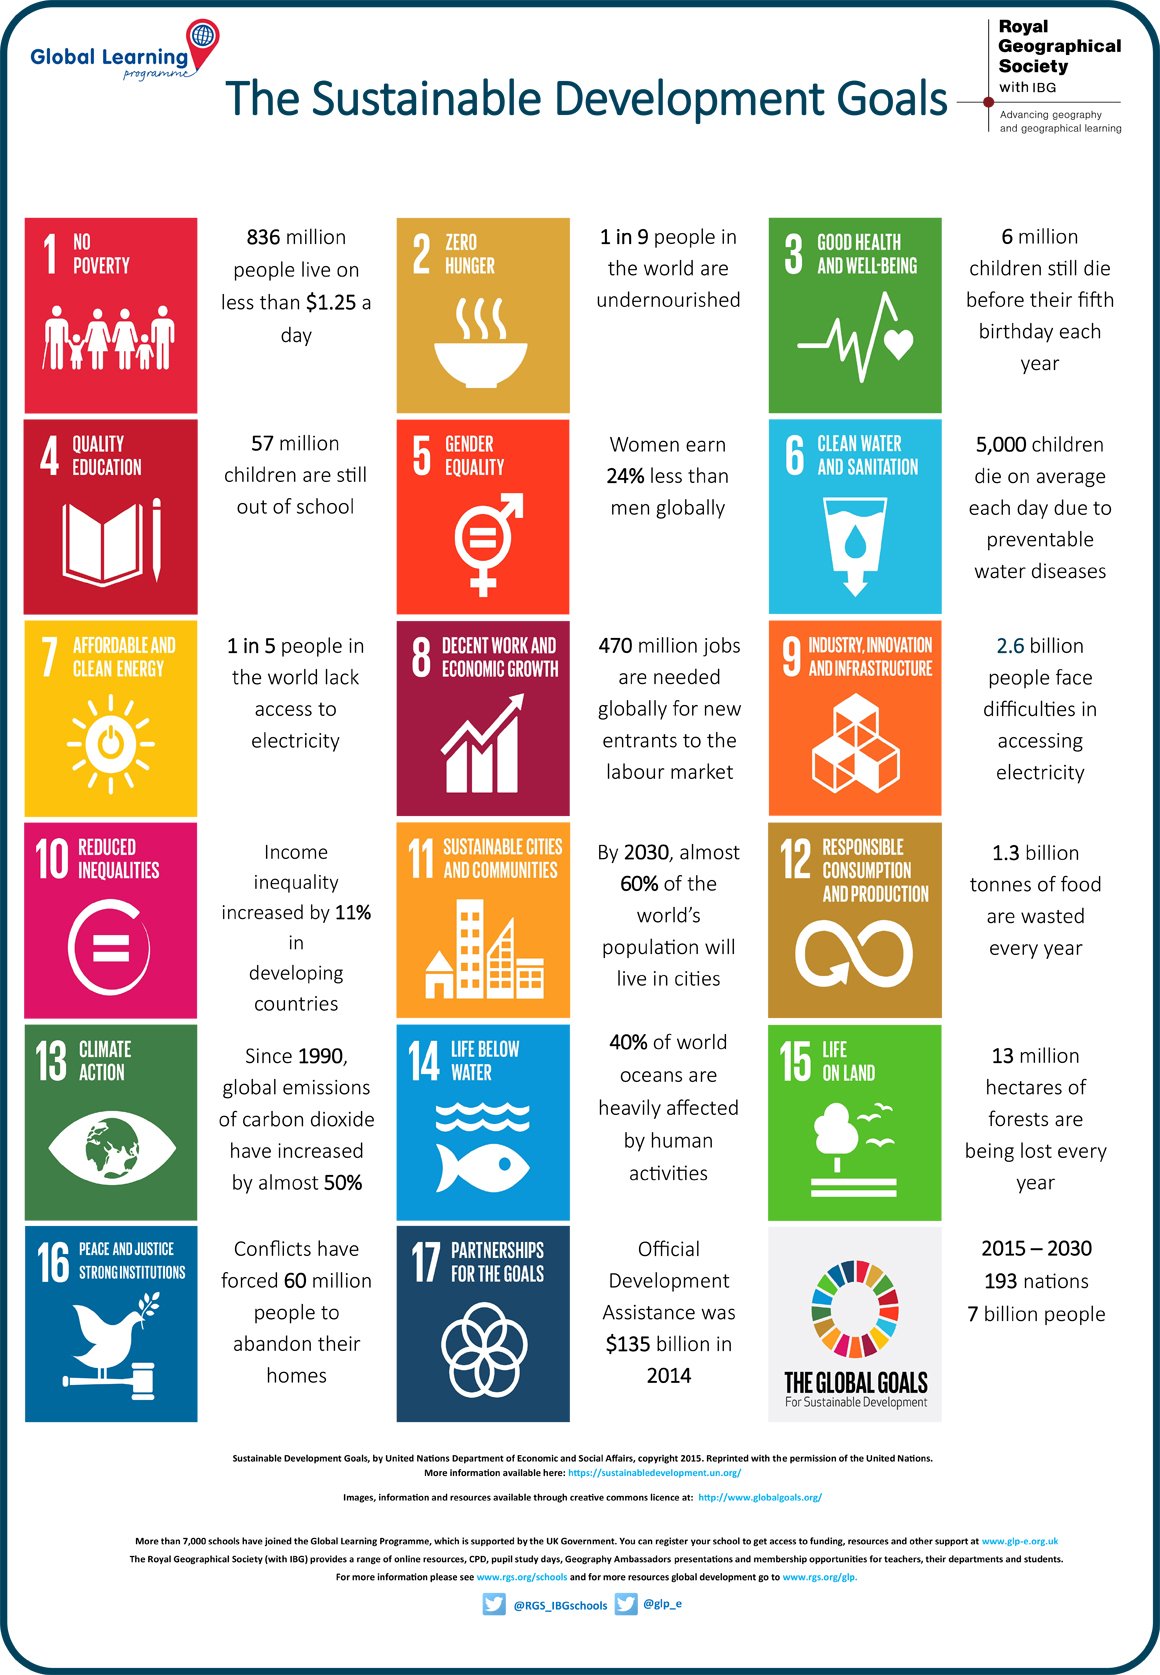 Global Learning
programme
Royal
Geographical
Society
with IBG
Advancing geography
and geographical learning
The Sustainable Development Goals
1 NO
POVERTY
836 million
people live on
less than $1.25 a
day
2 ZERO
HUNGER
1 in 9 people in
the world are
undernourished
3 GOOD HEALTH
AND WELL-BEING
6 million
children still die
before their fifth
birthday each
year
4 QUALITY
EDUCATION
57 million
children are still
out of school
5 GENDER
EQUALITY
Women earn
24% less than
men globally
6 CLEAN WATER
AND SANITATION
5,000 children
die on average
each day due to
preventable
water diseases
7 AFFORDABLE AND
CLEAN ENERGY
1 in 5 people in
the world lack
access to
electricity
8 DECENT WORK AND
ECONOMIC GROWTH
470 million jobs
are needed
globally for new
entrants to the
labour market
9 INDUSTRY, INNOVATION
AND INFRASTRUCTURE
2.6 billion
people face
difficulties in
accessing
electricity
10 REDUCED
INEQUALITIES
Income
inequality
increased by 11%
in
developing
countries
11 SUSTAINABLE CITIES
AND COMMUNITIES
By 2030, almost
60% of the
world’s
population will
live in cities
12 RESPONSIBLE
CONSUMPTION
AND PRODUCTION
1.3 billion
tonnes of food
are wasted
every year
13 CLIMATE
ACTION
Since 1990,
global emissions
of carbon dioxide
have increased
by almost 50%
14 LIFE BELOW
WATER
40% of world
oceans are
heavily affected
by human
activities
15 LIFE
ON LAND
13 million
hectares of
forests are
being lost every
year
16 PEACE AND JUSTICE
STRONG INSTITUTIONS
Conflicts have
forced 60 million
people to
abandon their
homes
17 PARTNERSHIPS
FOR THE GOALS
Official
Development
Assistance was
$135 billion in
2014
THE GLOBAL GOALS
For Sustainable Development
2015 – 2030
193 nations
7 billion people
Sustainable Development Goals, by United Nations Department of Economic and Social Affairs, copyright 2015. Reprinted with the permission of the United Nations.
More information available here: https://sustainabledevelopment.un.org/
Images, information and resources available through creative commons licence at: http://www.globalgoals.org/
More than 7,000 schools have joined the Global Learning Programme, which is supported by the UK Government. You can register your school to get access to funding, resources and other support at www.glp-e.org.uk
The Royal Geographical Society (with IBG) provides a range of online resources, CPD, pupil study days, Geography Ambassadors presentations and membership opportunities for teachers, their departments and students.
For more information please see www.rgs.org/schools and for more resources global development go to www.rgs.org/glp.
@RGS_IBGschools @glp_e